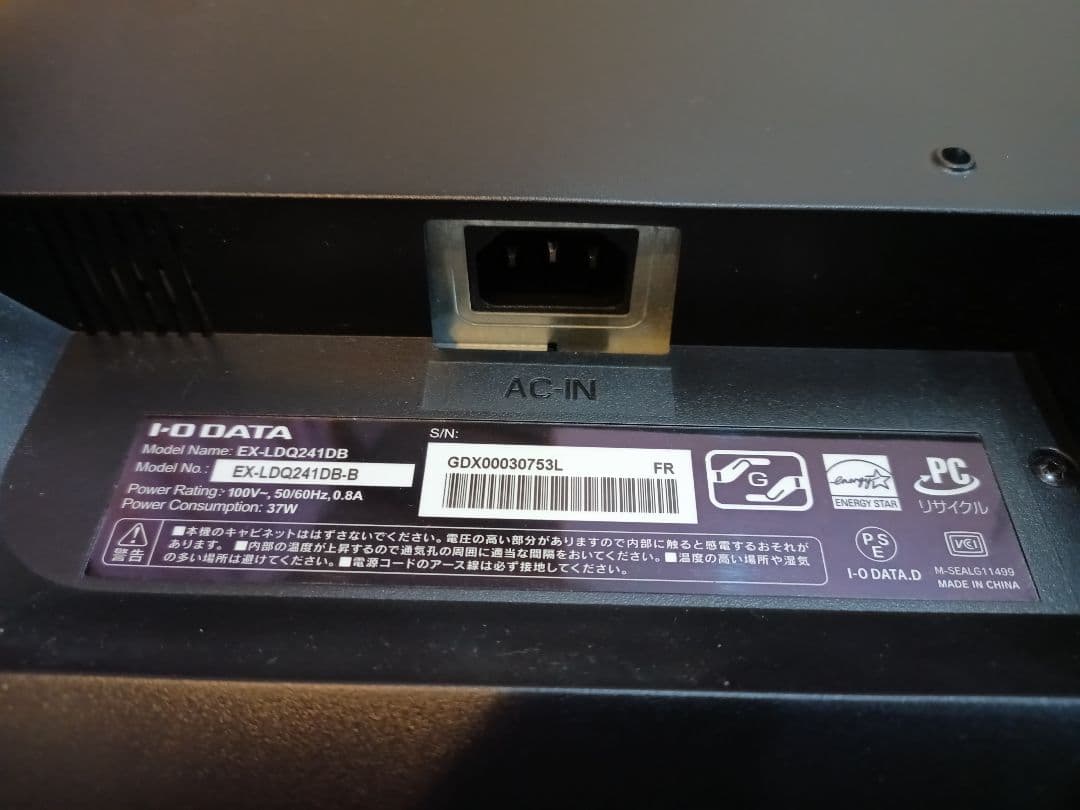 AC-IN
I-O DATA
Model Name: EX-LDQ241DB
Model No.: EX-LDQ241DB-B
Power Rating: 100V~, 50/60Hz, 0.8A
Power Consumption: 37W
S/N:
GDX00030753L FR
G
energy
ENERGY STAR
PC
リサイクル
警告
■本機のキャビネットははずさないでください。電圧の高い部分がありますので内部に触ると感電するおそれが
あります。 ■内部の温度が上昇するので通気孔の周囲に適当な間隔をおいてください。 ■温度の高い場所や湿気
の多い場所は避けてください。 ■電源コードのアース線は必ず接地してください。
PS
E
I-O DATA.D
VCCI
M-SEALG11499
MADE IN CHINA